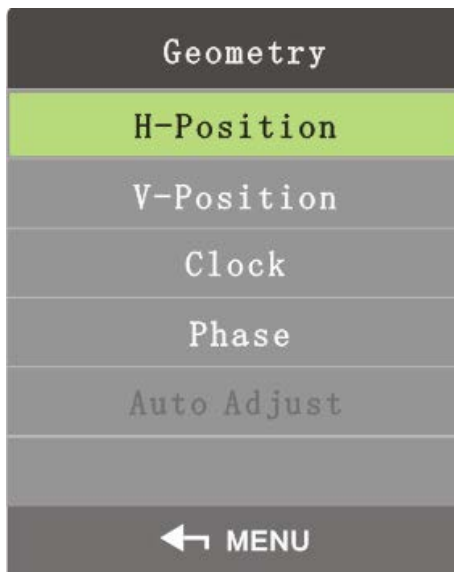 Geometry
H-Position
V-Position
Clock
Phase
Auto Adjust
MENU